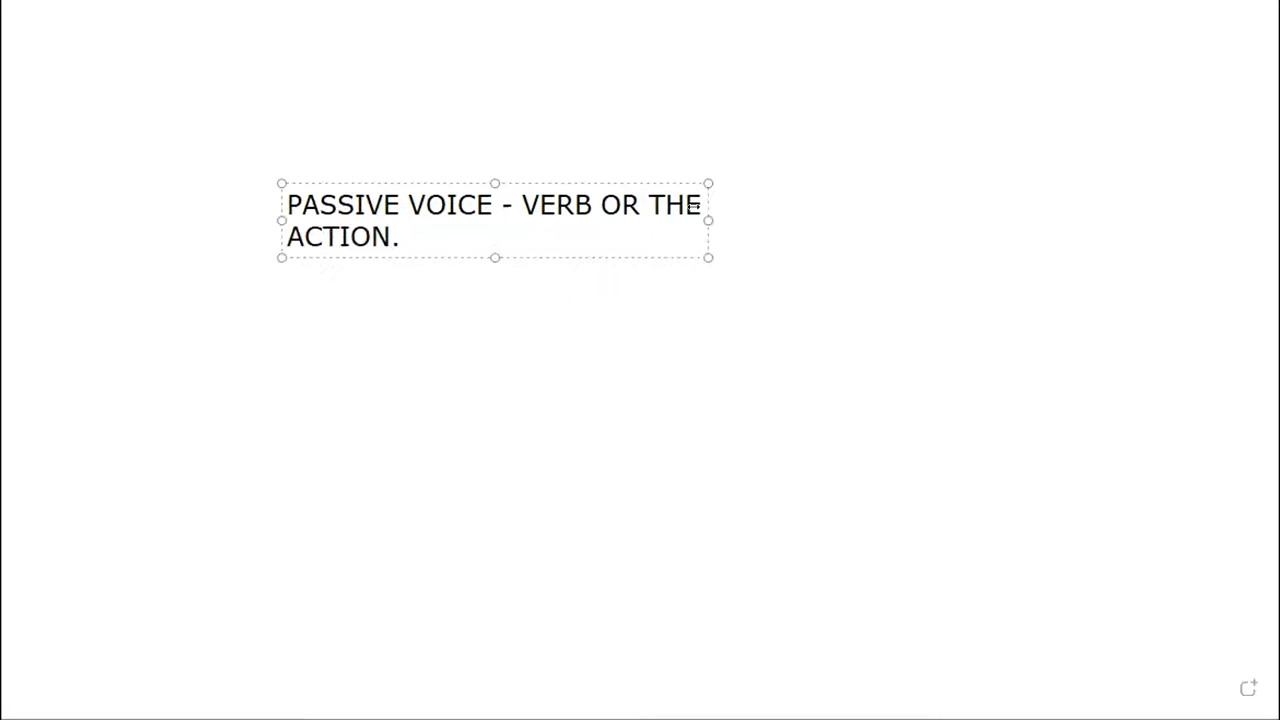 PASSIVE VOICE - VERB OR THE
ACTION.